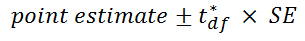 point estimate ± t*df × SE